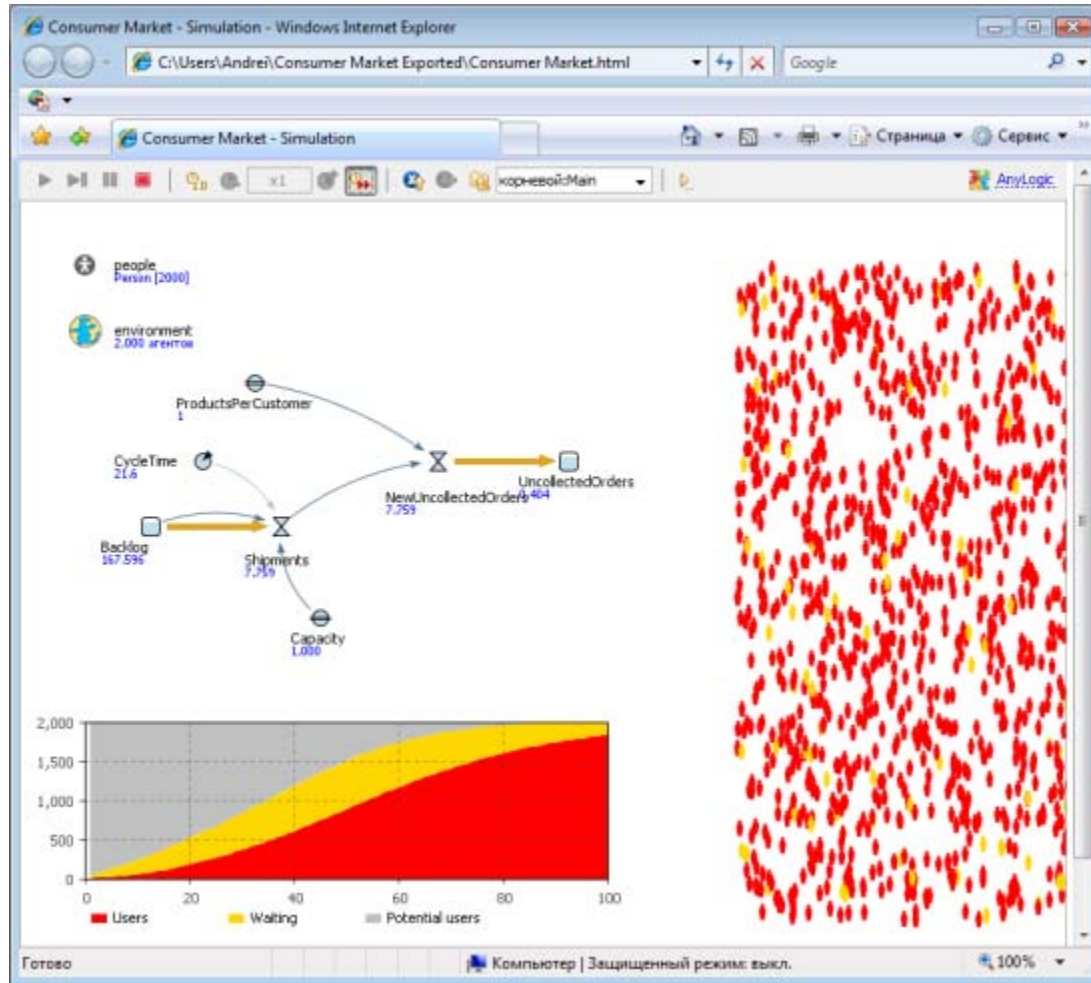 Consumer Market - Simulation - Windows Internet Explorer
C:\Users\Andrei\Consumer Market Exported\Consumer Market.html
Google
Consumer Market - Simulation
Страница
Сервис
x1
корневой:Main
AnyLogic
people
Person [2000]
environment
2,000 агентов
ProductsPerCustomer
1
CycleTime
21.6
NewUncollectedOrders
7.759
UncollectedOrders
Backlog
167.596
Shipments
7.759
Capacity
1,000
2,000
1,500
1,000
500
0
0 20 40 60 80 100
Users Waiting Potential users
Готово
Компьютер | Защищенный режим: выкл.
100%